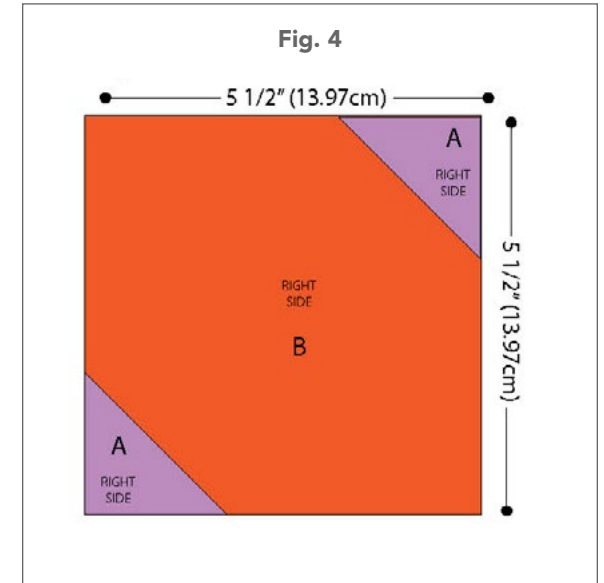 Fig. 4
5 1/2" (13.97cm)
A
RIGHT
SIDE
5 1/2" (13.97cm)
RIGHT
SIDE
B
A
RIGHT
SIDE